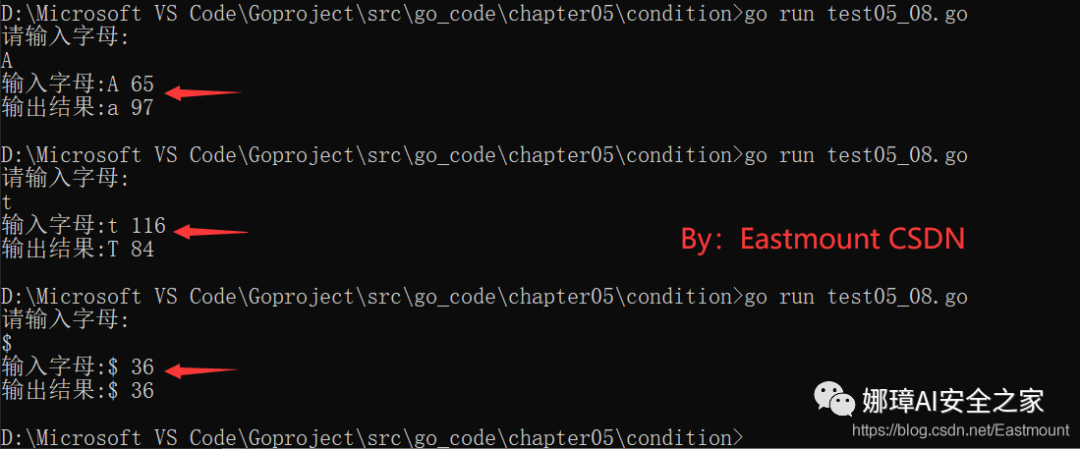 D:\Microsoft VS Code\Goproject\src\go_code\chapter05\condition>go run test05_08.go
请输入字母:
A
输入字母:A 65
输出结果:a 97
D:\Microsoft VS Code\Goproject\src\go_code\chapter05\condition>go run test05_08.go
请输入字母:
t
输入字母:t 116
输出结果:T 84
By：Eastmount CSDN
D:\Microsoft VS Code\Goproject\src\go_code\chapter05\condition>go run test05_08.go
请输入字母:
$
输入字母:$ 36
输出结果:$ 36
娜璋AI安全之家
https://blog.csdn.net/Eastmount
D:\Microsoft VS Code\Goproject\src\go_code\chapter05\condition>